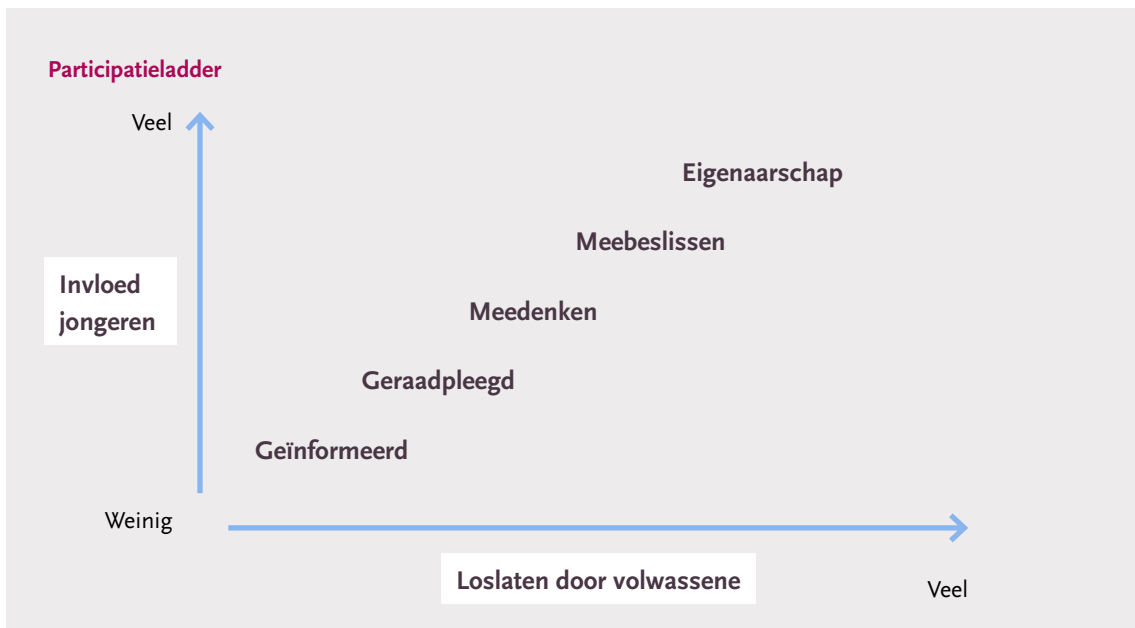 Participatieladder
Veel
Eigenaarschap
Meebeslissen
Invloed
jongeren
Meedenken
Geraadpleegd
Geïnformeerd
Weinig
Loslaten door volwassene
Veel